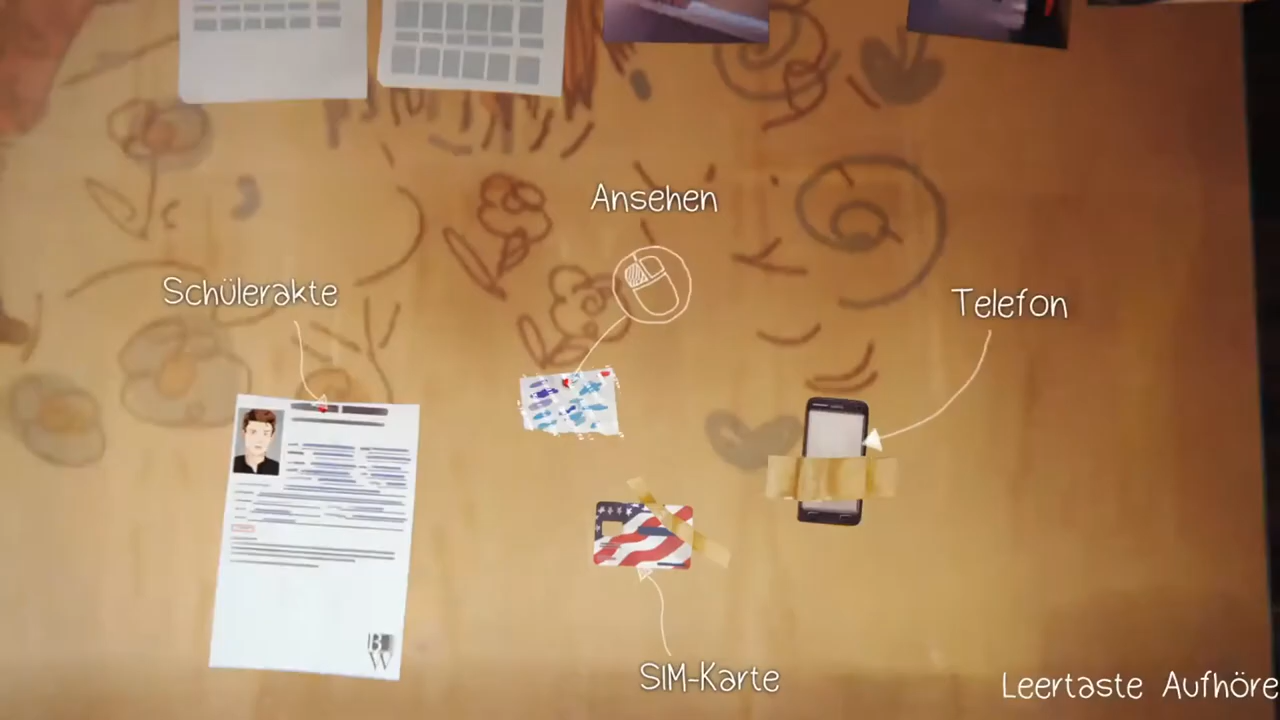 Ansehen
Schülerakte
Telefon
B
W
SIM-Karte
Leertaste Aufhöre